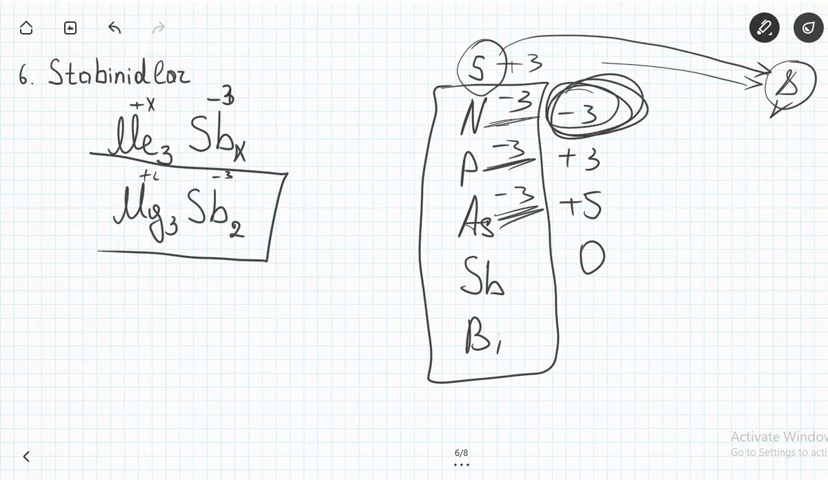 6. Stabinidlar
+x -3
Me3 Sbx
+2 -3
Mg3 Sb2
5 +3 8
N -3 -3
P -3 +3
As -3 +5
Sb 0
Bi
6/8
Activate Window
Go to Settings to acti